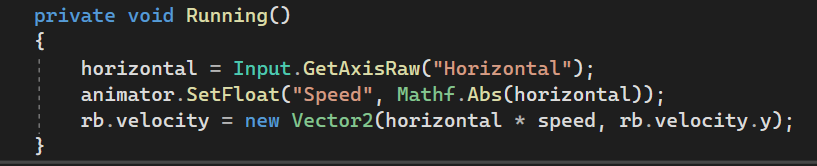 private void Running()
{
horizontal = Input.GetAxisRaw("Horizontal");
animator.SetFloat("Speed", Mathf.Abs(horizontal));
rb.velocity = new Vector2(horizontal * speed, rb.velocity.y);
}